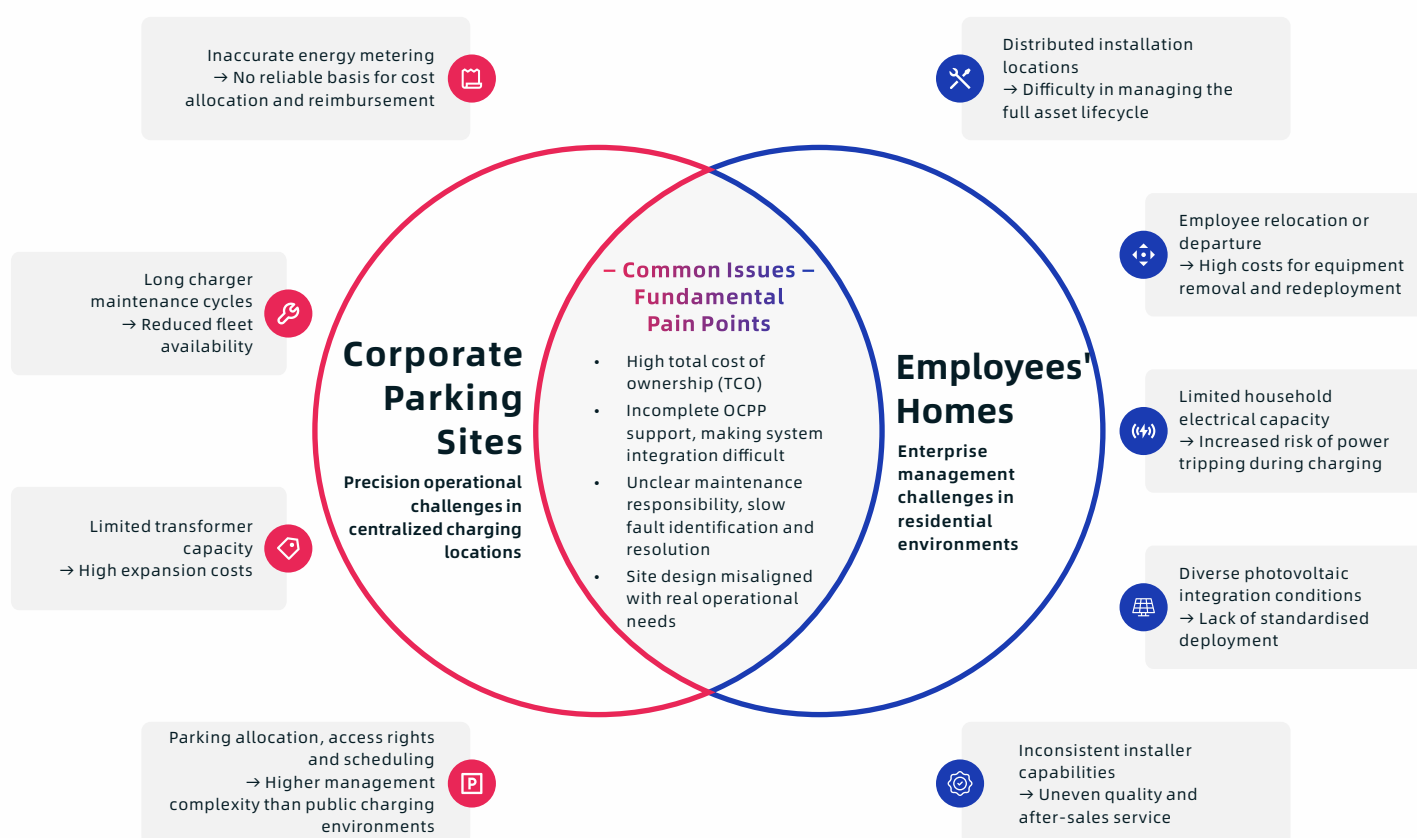 Inaccurate energy metering
→ No reliable basis for cost
allocation and reimbursement
Distributed installation
locations
→ Difficulty in managing the
full asset lifecycle
Long charger
maintenance cycles
→ Reduced fleet
availability
Limited transformer
capacity
→ High expansion costs
Parking allocation, access rights
and scheduling
→ Higher management
complexity than public charging
environments
Corporate
Parking
Sites
Precision operational
challenges in
centralized charging
locations
– Common Issues –
Fundamental
Pain Points
• High total cost of
ownership (TCO)
• Incomplete OCPP
support, making system
integration difficult
• Unclear maintenance
responsibility, slow
fault identification and
resolution
• Site design misaligned
with real operational
needs
Employees'
Homes
Enterprise
management
challenges in
residential
environments
Employee relocation or
departure
→ High costs for equipment
removal and redeployment
Limited household
electrical capacity
→ Increased risk of power
tripping during charging
Diverse photovoltaic
integration conditions
→ Lack of standardised
deployment
Inconsistent installer
capabilities
→ Uneven quality and
after-sales service
P